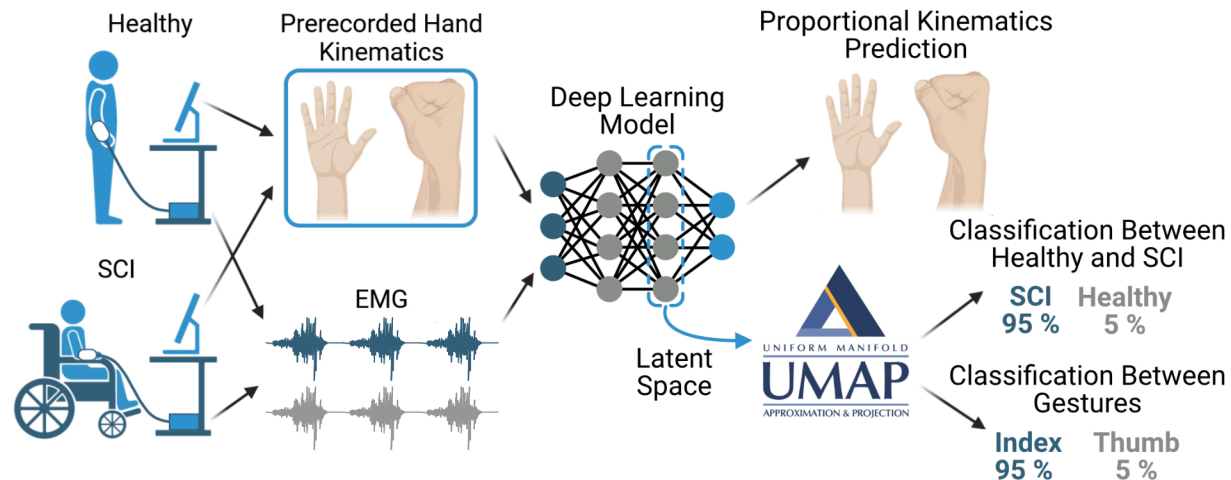 Healthy
Prerecorded Hand
Kinematics
Proportional Kinematics
Prediction
Deep Learning
Model
SCI
EMG
Latent
Space
UNIFORM MANIFOLD
UMAP
APPROXIMATION & PROJECTION
Classification Between
Healthy and SCI
SCI Healthy
95 % 5 %
Classification Between
Gestures
Index Thumb
95 % 5 %